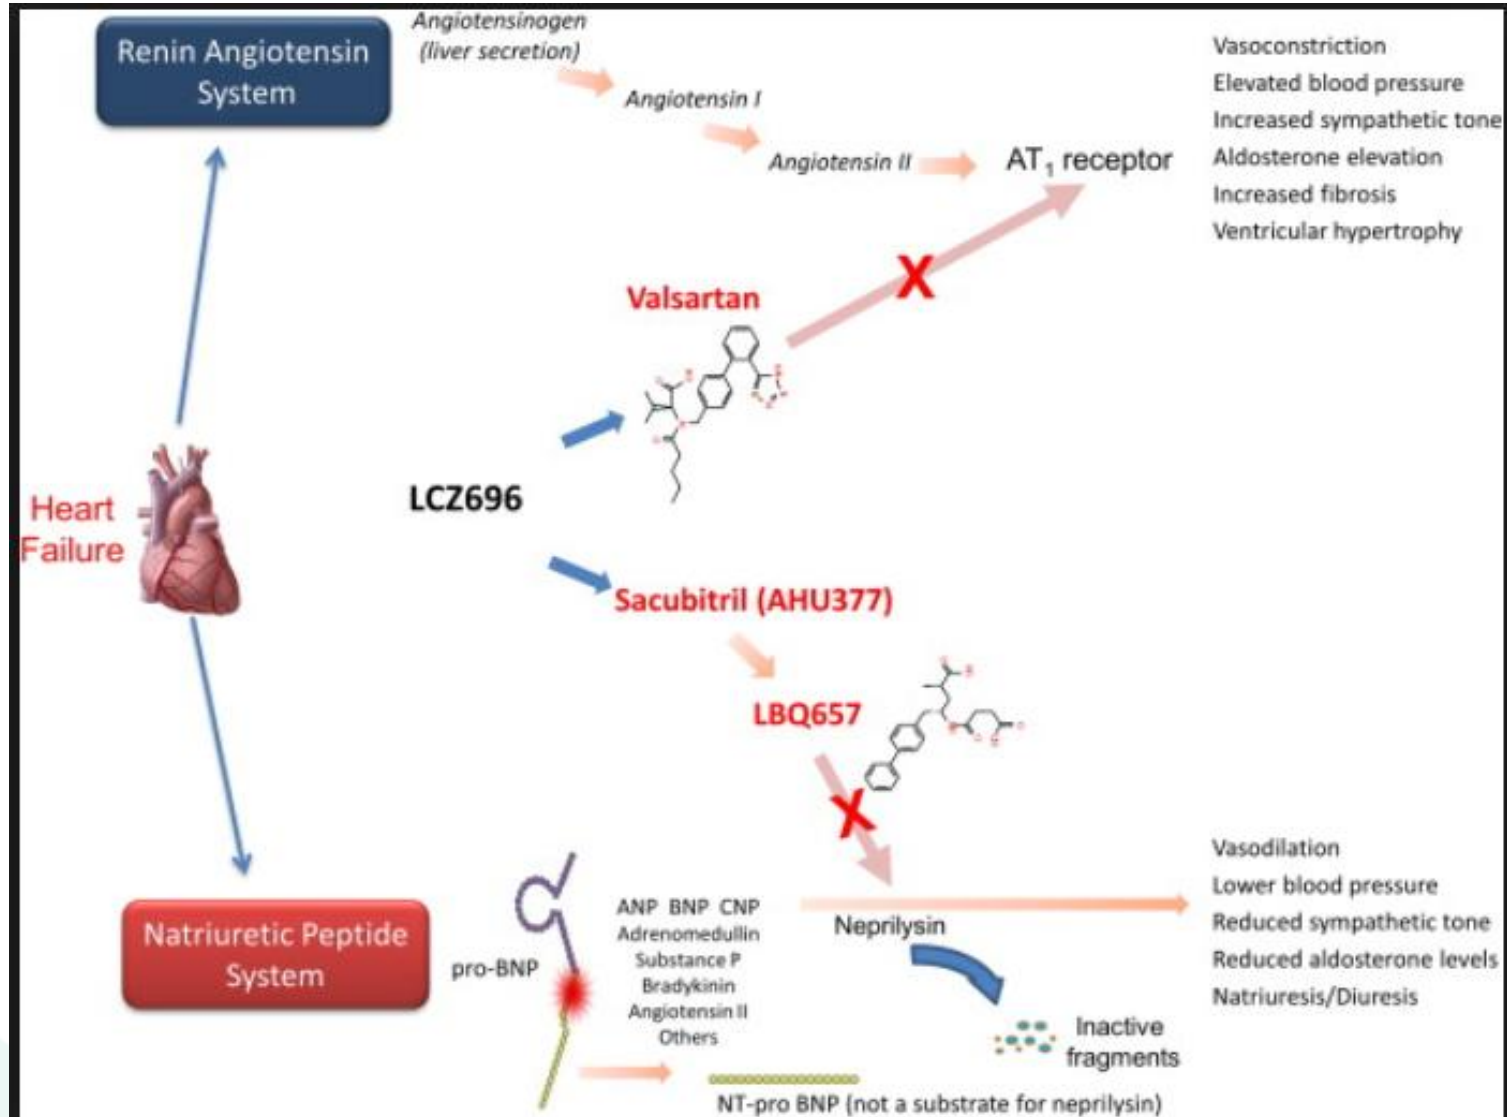 Renin Angiotensin
System
Angiotensinogen
(liver secretion)
Angiotensin I
Angiotensin II
AT1 receptor
Vasoconstriction
Elevated blood pressure
Increased sympathetic tone
Aldosterone elevation
Increased fibrosis
Ventricular hypertrophy
Valsartan
X
Heart
Failure
LCZ696
Sacubitril (AHU377)
LBQ657
X
Natriuretic Peptide
System
pro-BNP
ANP BNP CNP
Adrenomedullin
Substance P
Bradykinin
Angiotensin II
Others
Neprilysin
Inactive
fragments
NT-pro BNP (not a substrate for neprilysin)
Vasodilation
Lower blood pressure
Reduced sympathetic tone
Reduced aldosterone levels
Natriuresis/Diuresis